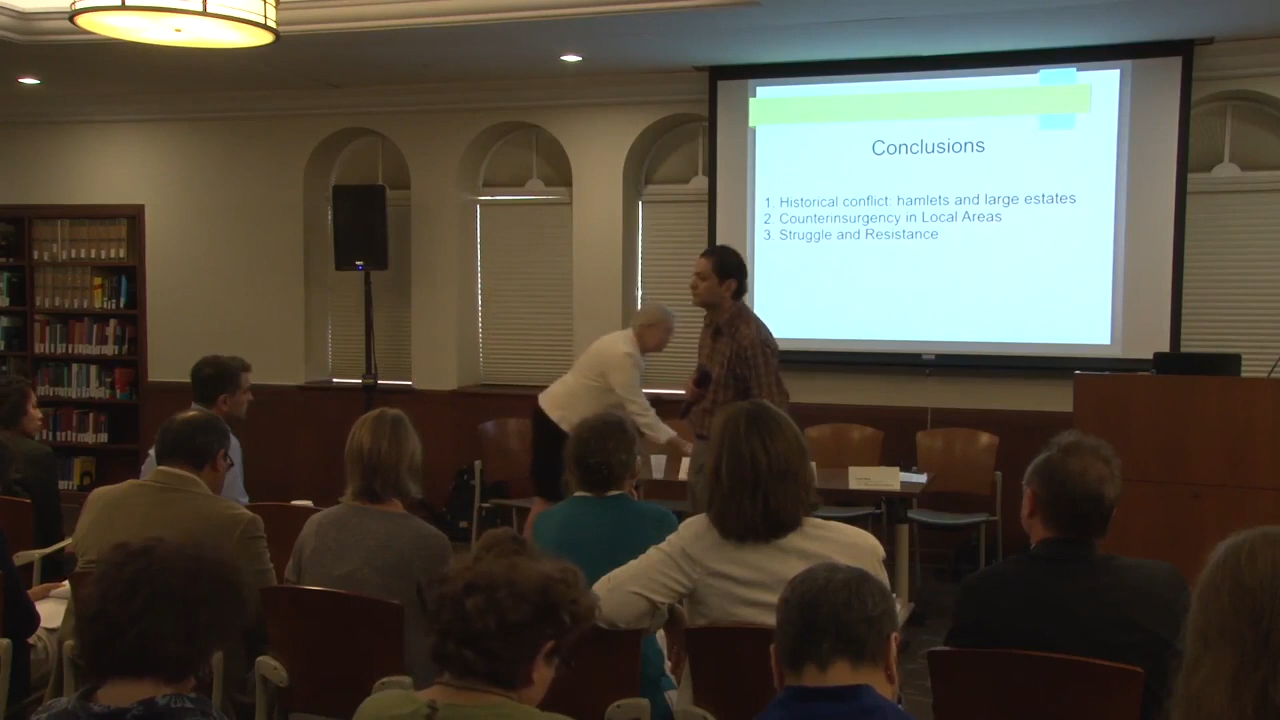 Conclusions
1. Historical conflict: hamlets and large estates
2. Counterinsurgency in Local Areas
3. Struggle and Resistance